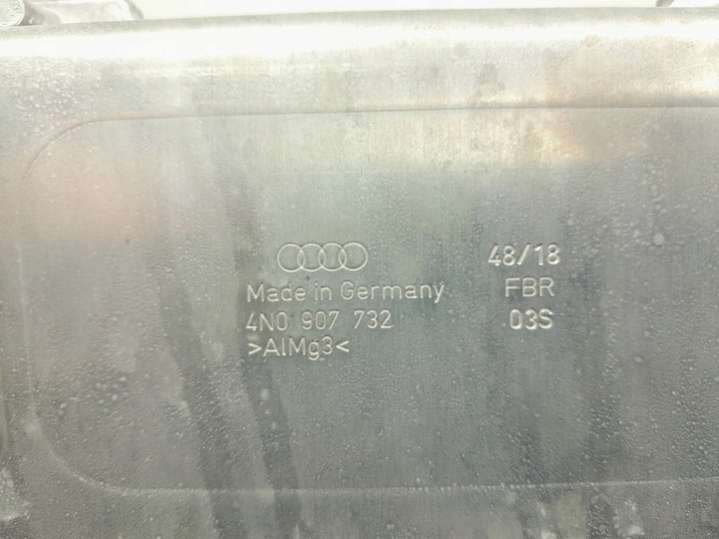 48/18
Made in Germany FBR
4N0 907 732 03S
>AlMg3<